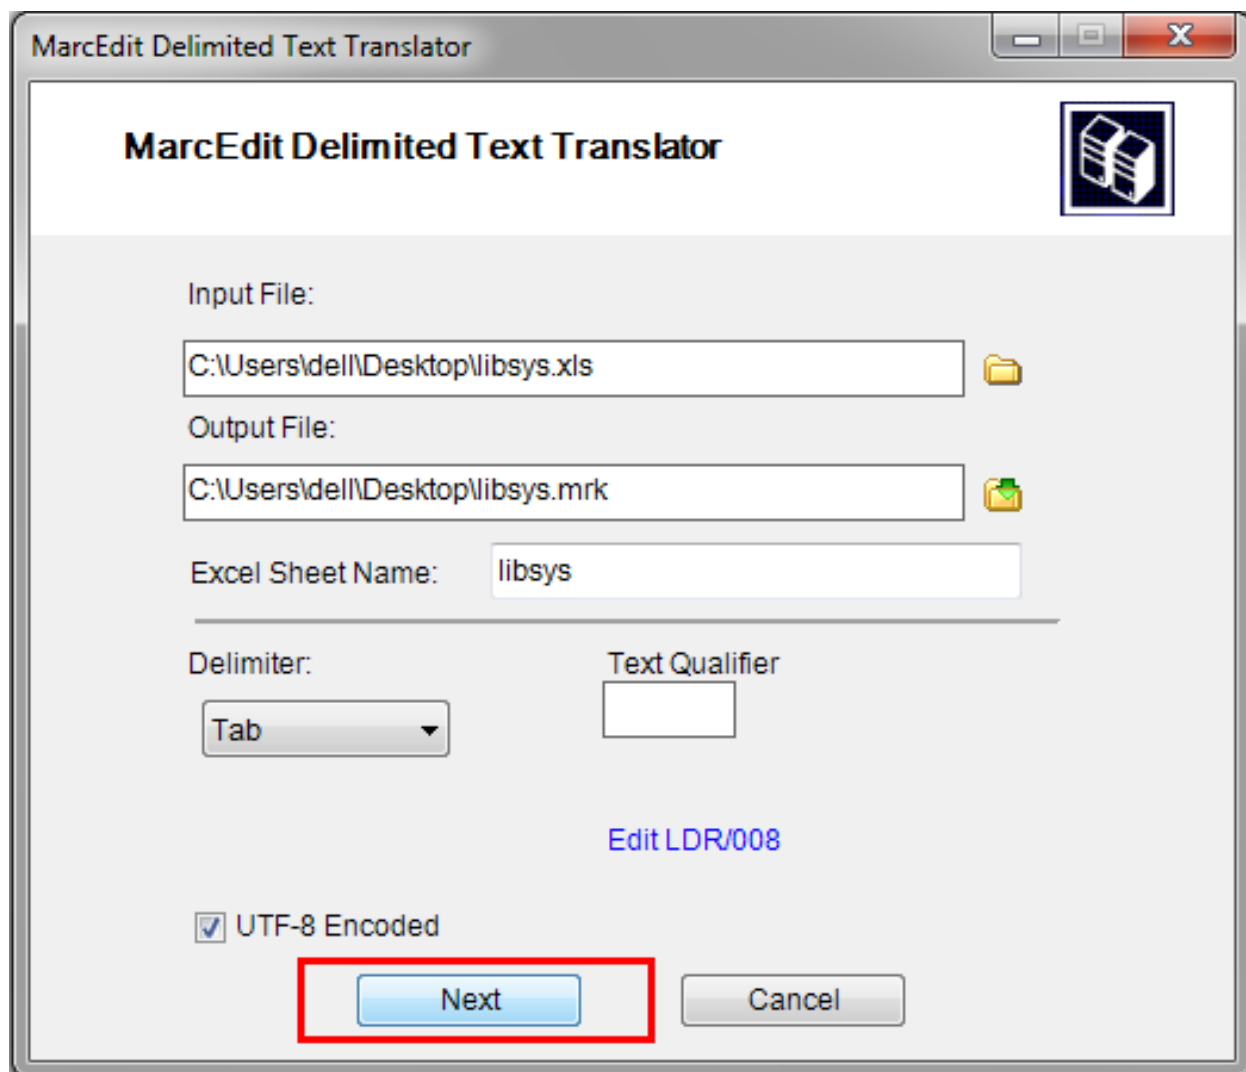 MarcEdit Delimited Text Translator
MarcEdit Delimited Text Translator
Input File:
C:\Users\dell\Desktop\libsys.xls
Output File:
C:\Users\dell\Desktop\libsys.mrk
Excel Sheet Name: libsys
Delimiter: Text Qualifier
Tab
Edit LDR/008
UTF-8 Encoded
Next Cancel